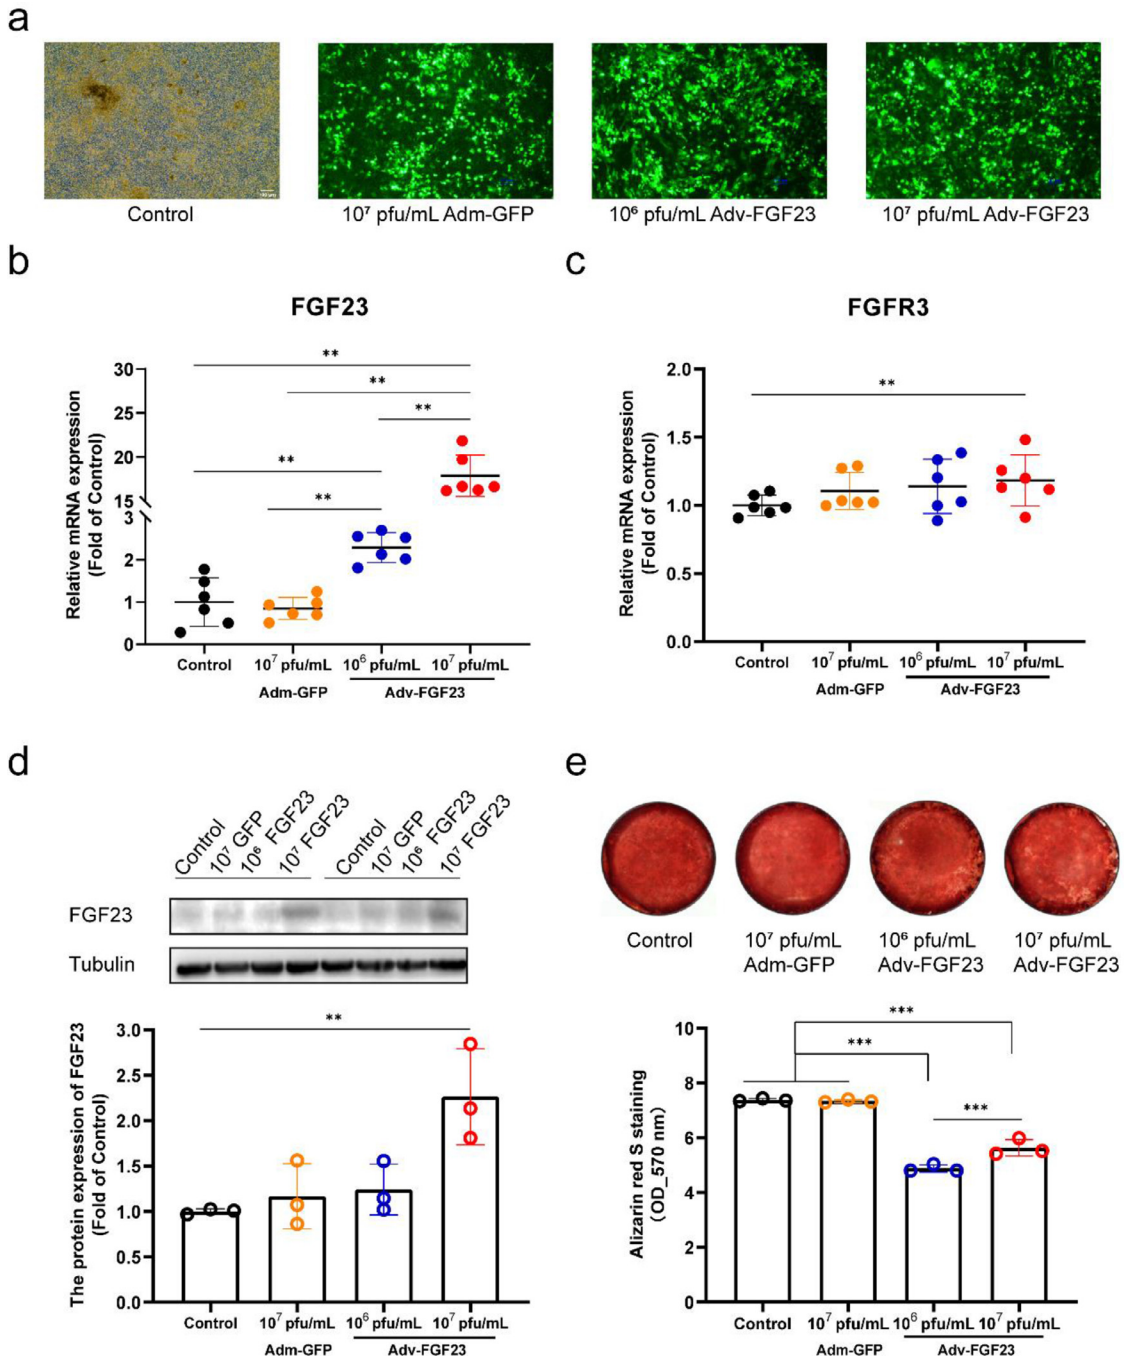 a
Control
10⁷ pfu/mL Adm-GFP
10⁶ pfu/mL Adv-FGF23
10⁷ pfu/mL Adv-FGF23
b
FGF23
Relative mRNA expression
(Fold of Control)
30
25
20
15
3
2
1
0
**
**
**
**
**
Control
10⁷ pfu/mL
10⁶ pfu/mL
10⁷ pfu/mL
Adm-GFP
Adv-FGF23
c
FGFR3
Relative mRNA expression
(Fold of Control)
2.0
1.5
1.0
0.5
0.0
**
Control
10⁷ pfu/mL
10⁶ pfu/mL
10⁷ pfu/mL
Adm-GFP
Adv-FGF23
d
Control
10⁷ GFP
10⁶ FGF23
10⁷ FGF23
Control
10⁷ GFP
10⁶ FGF23
10⁷ FGF23
FGF23
Tubulin
The protein expression of FGF23
(Fold of Control)
3.0
2.5
2.0
1.5
1.0
0.5
0.0
**
Control
10⁷ pfu/mL
10⁶ pfu/mL
10⁷ pfu/mL
Adm-GFP
Adv-FGF23
e
Control
10⁷ pfu/mL
Adm-GFP
10⁶ pfu/mL
Adv-FGF23
10⁷ pfu/mL
Adv-FGF23
Alizarin red S staining
(OD_570 nm)
10
8
6
4
2
0
***
***
***
Control
10⁷ pfu/mL
10⁶ pfu/mL
10⁷ pfu/mL
Adm-GFP
Adv-FGF23